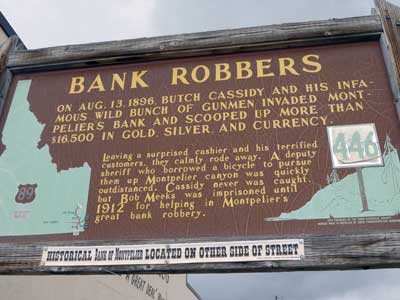 BANK ROBBERS
ON AUG. 13, 1896, BUTCH CASSIDY AND HIS INFA-
MOUS WILD BUNCH OF GUNMEN INVADED MONT-
PELIER'S BANK AND SCOOPED UP MORE THAN
$16,500 IN GOLD, SILVER, AND CURRENCY.
Leaving a surprised cashier and his terrified
customers, they calmly rode away. A deputy
sheriff who borrowed a bicycle to pursue
them up Montpelier canyon was quickly
outdistanced. Cassidy never was caught,
but Bob Meeks was imprisoned until
1912 for helping in Montpelier's
great bank robbery.
446
89
HISTORICAL BANK OF MONTPELIER LOCATED ON OTHER SIDE OF STREET